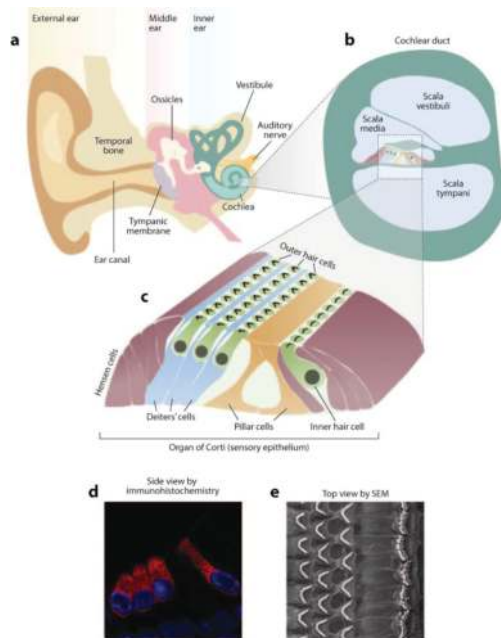 External ear
Middle
ear
Inner
ear
a
Ossicles
Vestibule
Temporal
bone
Auditory
nerve
Tympanic
membrane
Cochlea
Ear canal
b
Cochlear duct
Scala
vestibuli
Scala
media
Scala
tympani
c
Outer hair cells
Hensen cells
Deiters' cells
Pillar cells
Inner hair cell
Organ of Corti (sensory epithelium)
Side view by
immunohistochemistry
d
Top view by SEM
e